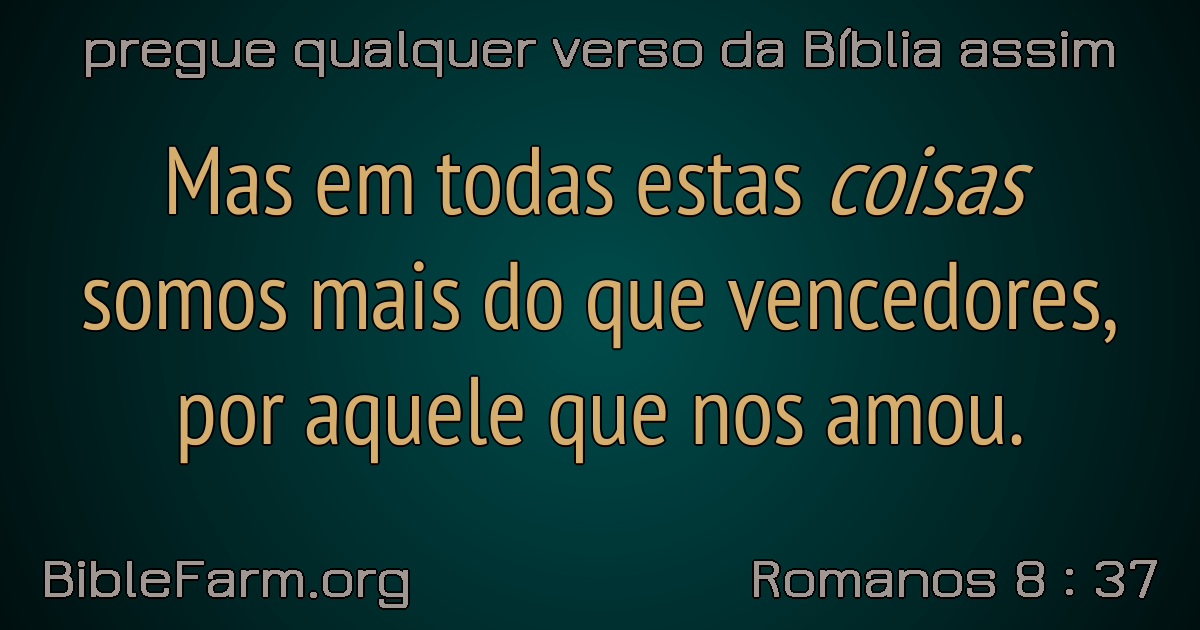 pregue qualquer verso da Bíblia assim
Mas em todas estas coisas
somos mais do que vencedores,
por aquele que nos amou.
BibleFarm.org
Romanos 8 : 37